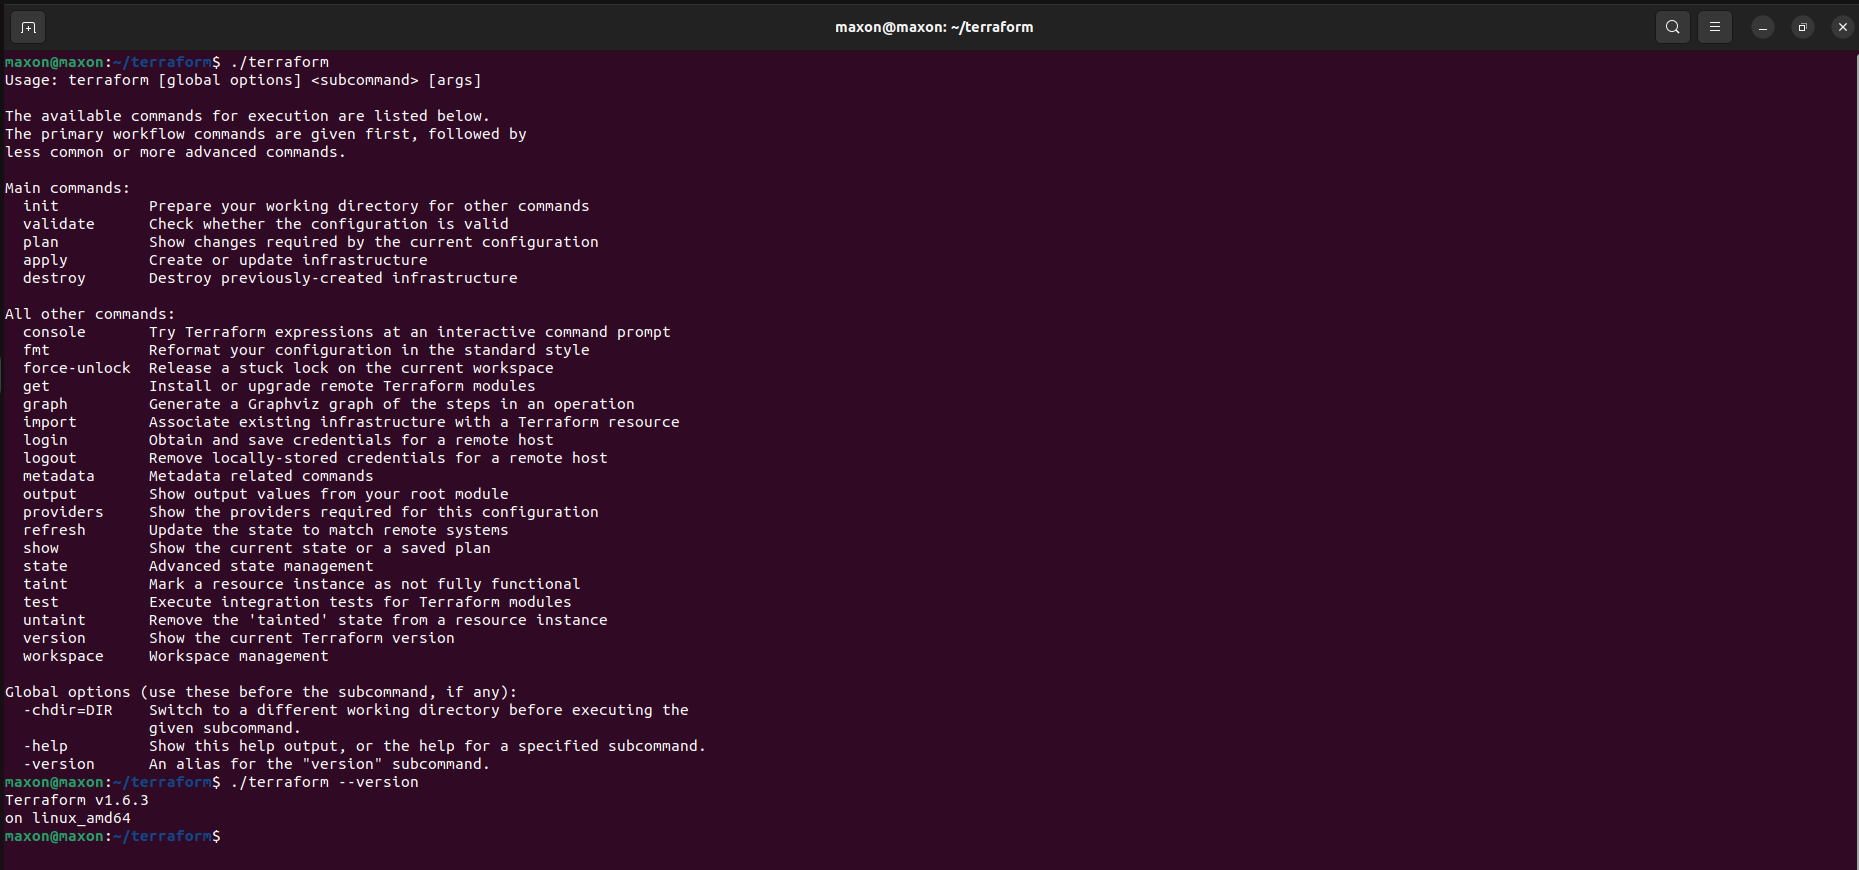 maxon@maxon: ~/terraform
maxon@maxon:~/terraform$ ./terraform
Usage: terraform [global options] <subcommand> [args]
The available commands for execution are listed below.
The primary workflow commands are given first, followed by
less common or more advanced commands.
Main commands:
  init          Prepare your working directory for other commands
  validate      Check whether the configuration is valid
  plan          Show changes required by the current configuration
  apply         Create or update infrastructure
  destroy       Destroy previously-created infrastructure
All other commands:
  console       Try Terraform expressions at an interactive command prompt
  fmt           Reformat your configuration in the standard style
  force-unlock  Release a stuck lock on the current workspace
  get           Install or upgrade remote Terraform modules
  graph         Generate a Graphviz graph of the steps in an operation
  import        Associate existing infrastructure with a Terraform resource
  login         Obtain and save credentials for a remote host
  logout        Remove locally-stored credentials for a remote host
  metadata      Metadata related commands
  output        Show output values from your root module
  providers     Show the providers required for this configuration
  refresh       Update the state to match remote systems
  show          Show the current state or a saved plan
  state         Advanced state management
  taint         Mark a resource instance as not fully functional
  test          Execute integration tests for Terraform modules
  untaint       Remove the 'tainted' state from a resource instance
  version       Show the current Terraform version
  workspace     Workspace management
Global options (use these before the subcommand, if any):
  -chdir=DIR    Switch to a different working directory before executing the
                given subcommand.
  -help         Show this help output, or the help for a specified subcommand.
  -version      An alias for the "version" subcommand.
maxon@maxon:~/terraform$ ./terraform --version
Terraform v1.6.3
on linux_amd64
maxon@maxon:~/terraform$